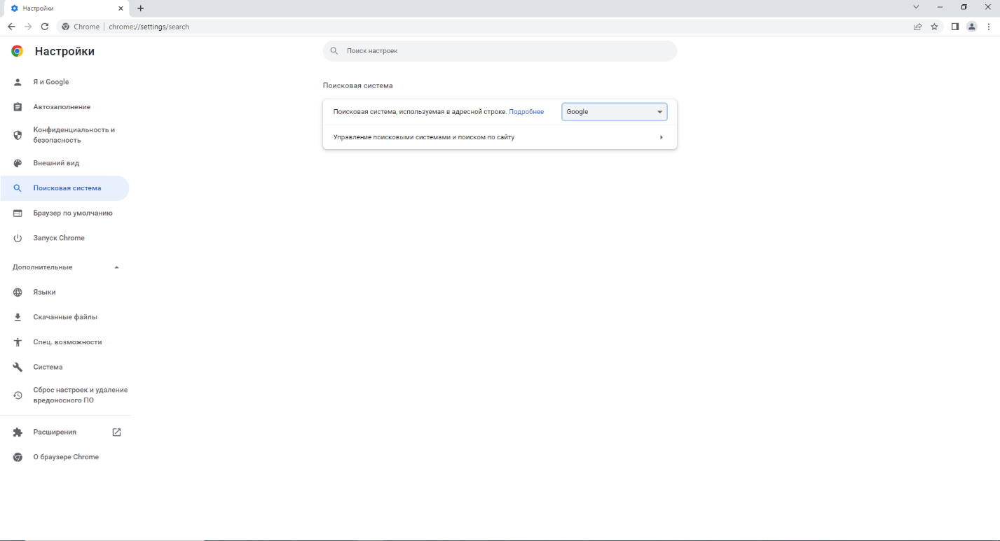 Настройки
Chrome
chrome://settings/search
Настройки
Поиск настроек
Я и Google
Автозаполнение
Конфиденциальность и
безопасность
Внешний вид
Поисковая система
Браузер по умолчанию
Запуск Chrome
Дополнительные
Языки
Скачанные файлы
Спец. возможности
Система
Сброс настроек и удаление
вредоносного ПО
Расширения
О браузере Chrome
Поисковая система
Поисковая система, используемая в адресной строке. Подробнее
Google
Управление поисковыми системами и поиском по сайту